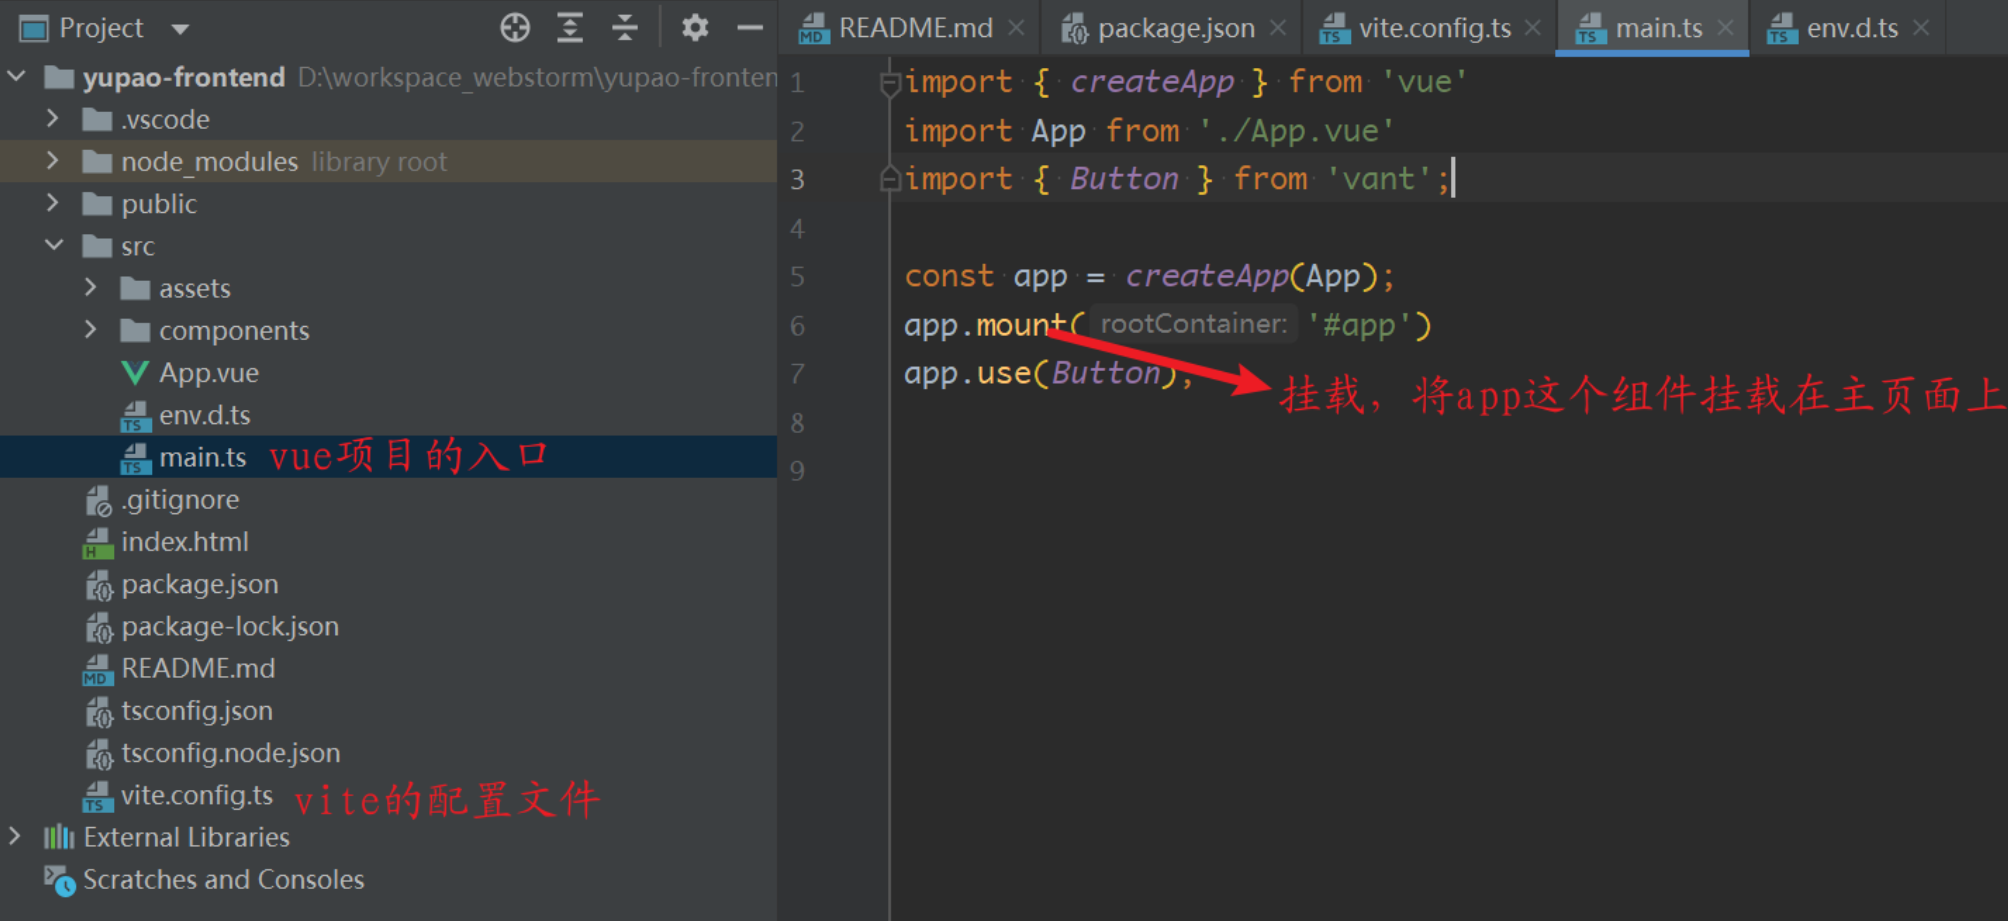 Project
yupao-frontend D:\workspace_webstorm\yupao-fronten
.vscode
node_modules library root
public
src
assets
components
App.vue
env.d.ts
main.ts vue项目的入口
.gitignore
index.html
package.json
package-lock.json
README.md
tsconfig.json
tsconfig.node.json
vite.config.ts vite的配置文件
External Libraries
Scratches and Consoles
README.md package.json vite.config.ts main.ts env.d.ts
1 import { createApp } from 'vue'
2 import App from './App.vue'
3 import { Button } from 'vant';
4
5 const app = createApp(App);
6 app.mount( rootContainer: '#app')
7 app.use(Button);
挂载，将app这个组件挂载在主页面上
8
9